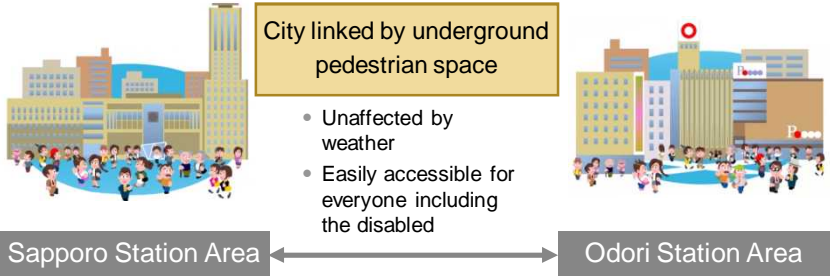 City linked by underground
pedestrian space
Unaffected by
weather
Easily accessible for
everyone including
the disabled
Sapporo Station Area
Odori Station Area